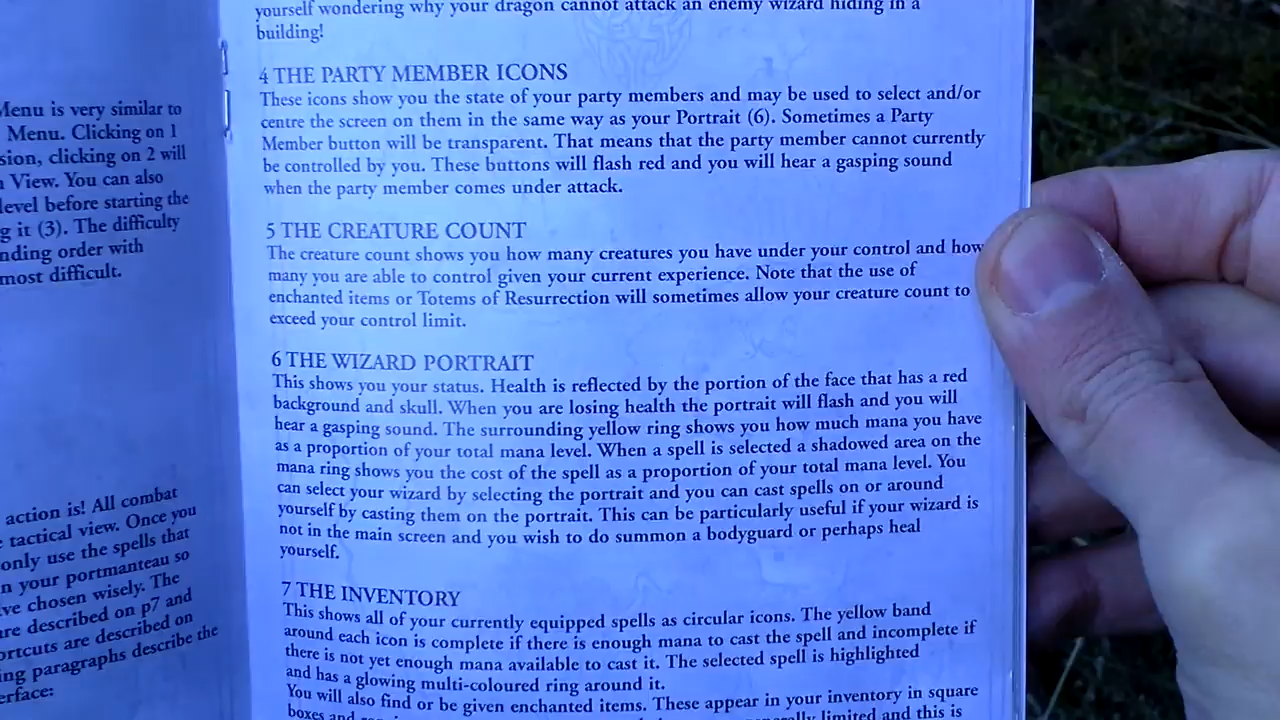 Menu is very similar to
Menu. Clicking on 1
sion, clicking on 2 will
View. You can also
level before starting the
g it (3). The difficulty
nding order with
most difficult.
action is! All combat
tactical view. Once you
only use the spells that
n your portmanteau so
ve chosen wisely. The
are described on p7 and
ortcuts are described on
ing paragraphs describe the
erface:
yourself wondering why your dragon cannot attack an enemy wizard hiding in a
building!
4 THE PARTY MEMBER ICONS
These icons show you the state of your party members and may be used to select and/or
centre the screen on them in the same way as your Portrait (6). Sometimes a Party
Member button will be transparent. That means that the party member cannot currently
be controlled by you. These buttons will flash red and you will hear a gasping sound
when the party member comes under attack.
5 THE CREATURE COUNT
The creature count shows you how many creatures you have under your control and how
many you are able to control given your current experience. Note that the use of
enchanted items or Totems of Resurrection will sometimes allow your creature count to
exceed your control limit.
6 THE WIZARD PORTRAIT
This shows you your status. Health is reflected by the portion of the face that has a red
background and skull. When you are losing health the portrait will flash and you will
hear a gasping sound. The surrounding yellow ring shows you how much mana you have
as a proportion of your total mana level. When a spell is selected a shadowed area on the
mana ring shows you the cost of the spell as a proportion of your total mana level. You
can select your wizard by selecting the portrait and you can cast spells on or around
yourself by casting them on the portrait. This can be particularly useful if your wizard is
not in the main screen and you wish to do summon a bodyguard or perhaps heal
yourself.
7 THE INVENTORY
This shows all of your currently equipped spells as circular icons. The yellow band
around each icon is complete if there is enough mana to cast the spell and incomplete if
there is not yet enough mana available to cast it. The selected spell is highlighted
and has a glowing multi-coloured ring around it.
You will also find or be given enchanted items. These appear in your inventory in square
boxes and limited and this is